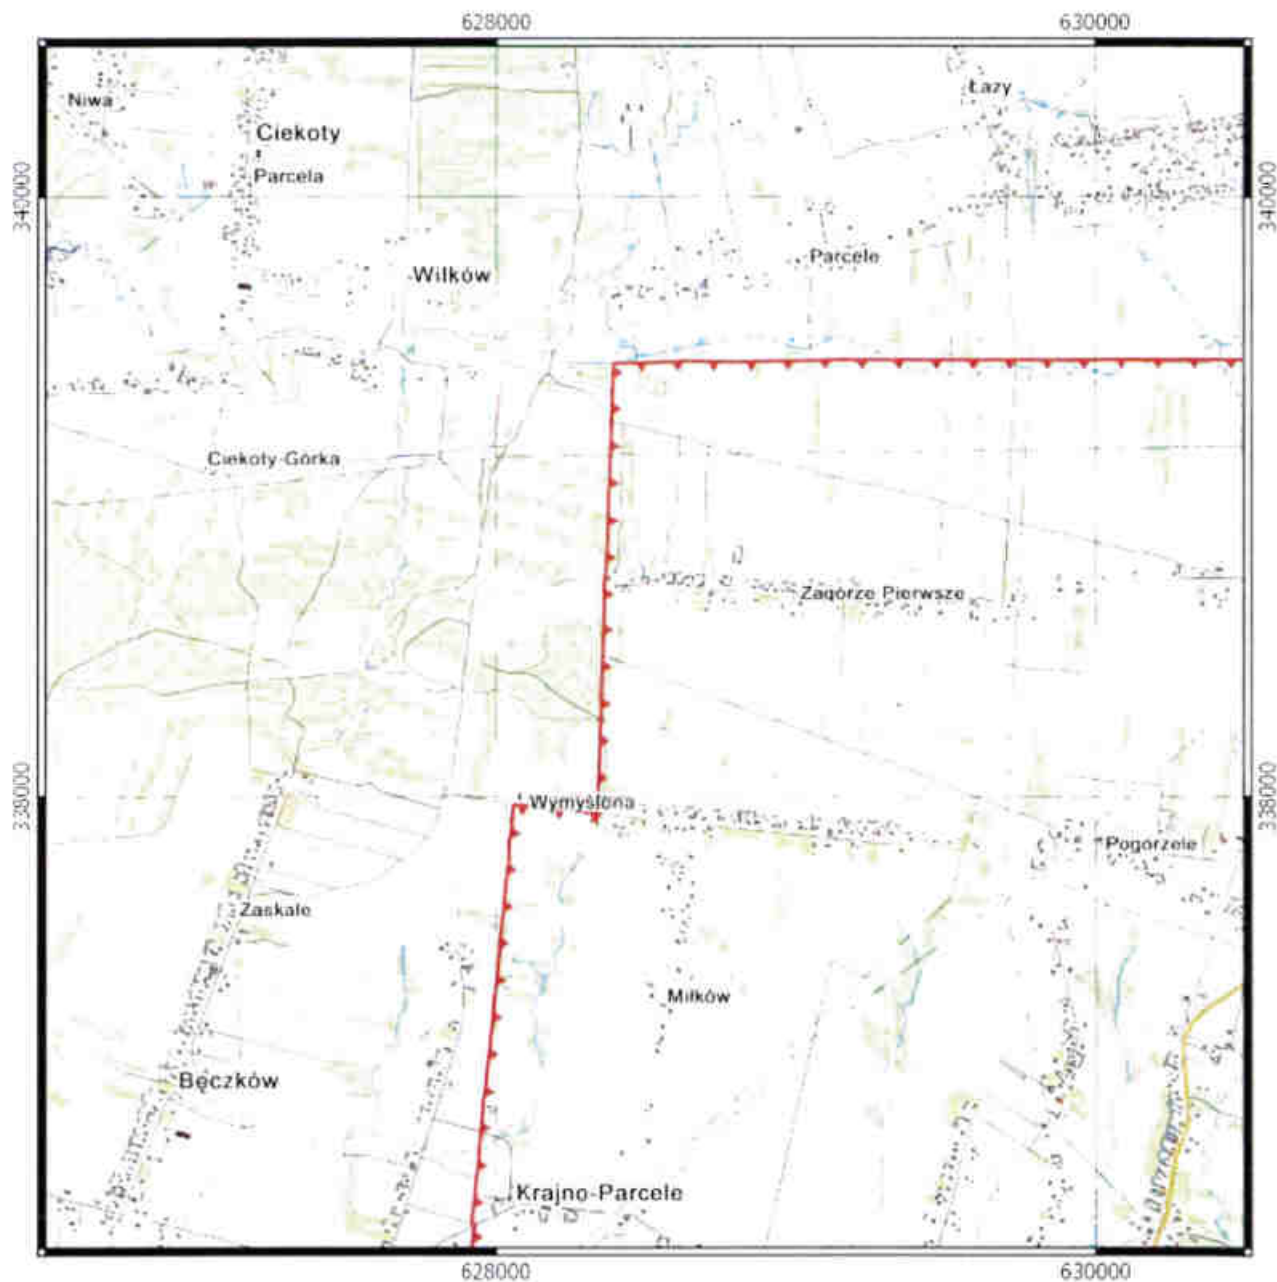 628000
630000
Niwa
Łazy
Ciekoty
Parcela
340000
340000
Parcele
Wilków
Ciekoty-Górka
Zagórze Pierwsze
338000
Wymyślona
338000
Pogorzele
Zaskale
Miłków
Bęczków
Krajno-Parcele
628000
630000